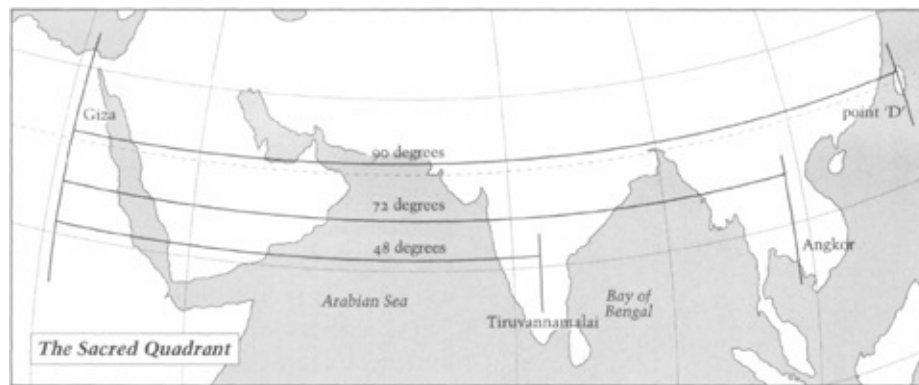 Giza
point 'D'
90 degrees
72 degrees
48 degrees
Angkor
Arabian Sea
Bay of
Bengal
Tiruvannamalai
The Sacred Quadrant